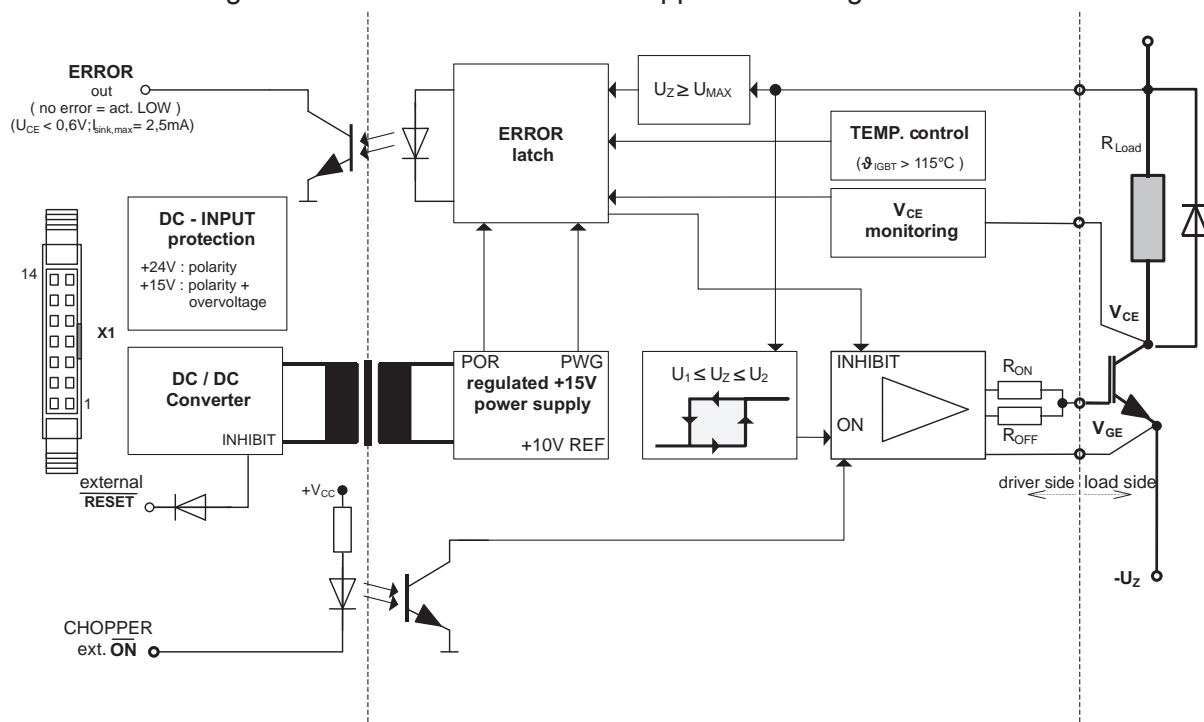 ERROR
out
( no error = act. LOW )
(UCE < 0,6V;Isink,max= 2,5mA)
ERROR
latch
UZ ≥ UMAX
TEMP. control
( ϑIGBT > 115°C )
VCE
monitoring
RLoad
DC - INPUT
protection
+24V : polarity
+15V : polarity +
overvoltage
14
X1
1
DC / DC
Converter
INHIBIT
POR
PWG
regulated +15V
power supply
+10V REF
U1 ≤ UZ ≤ U2
INHIBIT
ON
RON
ROFF
VCE
VGE
driver side
load side
external
RESET
+VCC
-UZ
CHOPPER
ext. ON